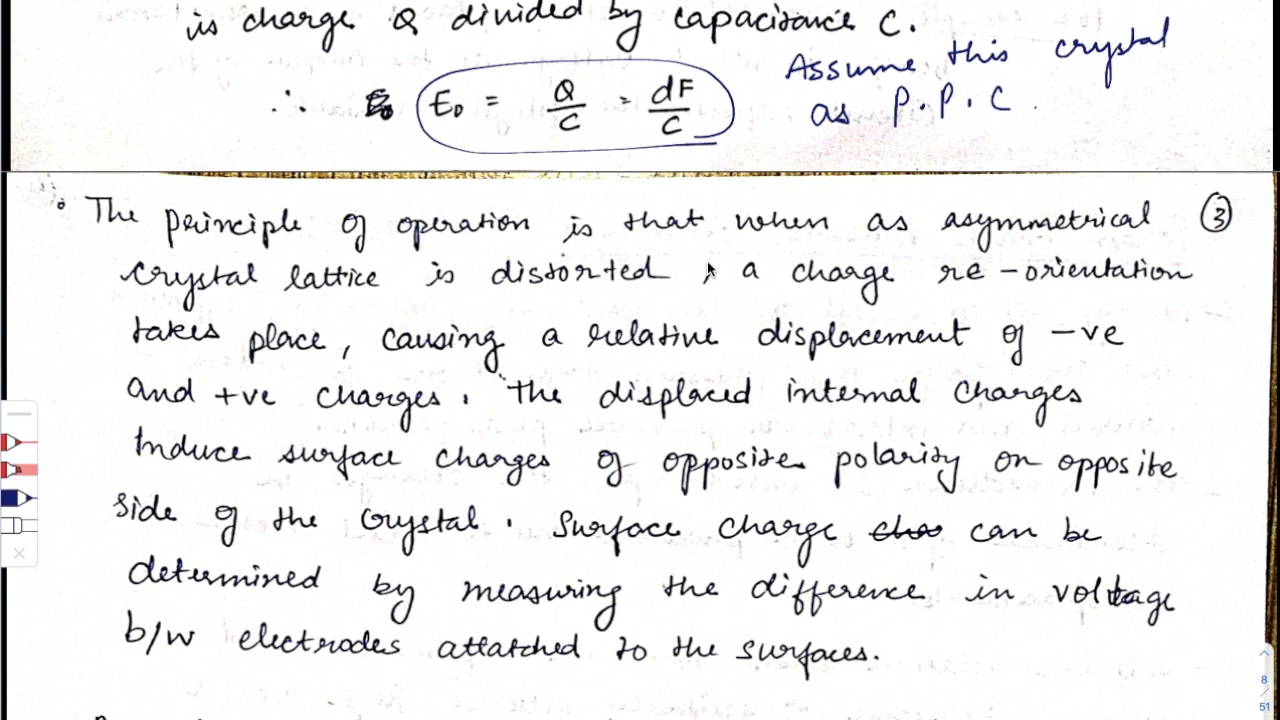 is charge Q divided by capacitance C.
∴ E₀ = Q/C = dF/C
Assume this crystal
as P.P.C.
• The principle of operation is that when as asymmetrical ③
crystal lattice is distorted, a charge re-orientation
takes place, causing a relative displacement of -ve
and +ve charges. The displaced internal charges
Induce surface charges of opposite polarity on opposite
side of the crystal. Surface charge can be
determined by measuring the difference in voltage
b/w electrodes attatched to the surfaces.
8
51